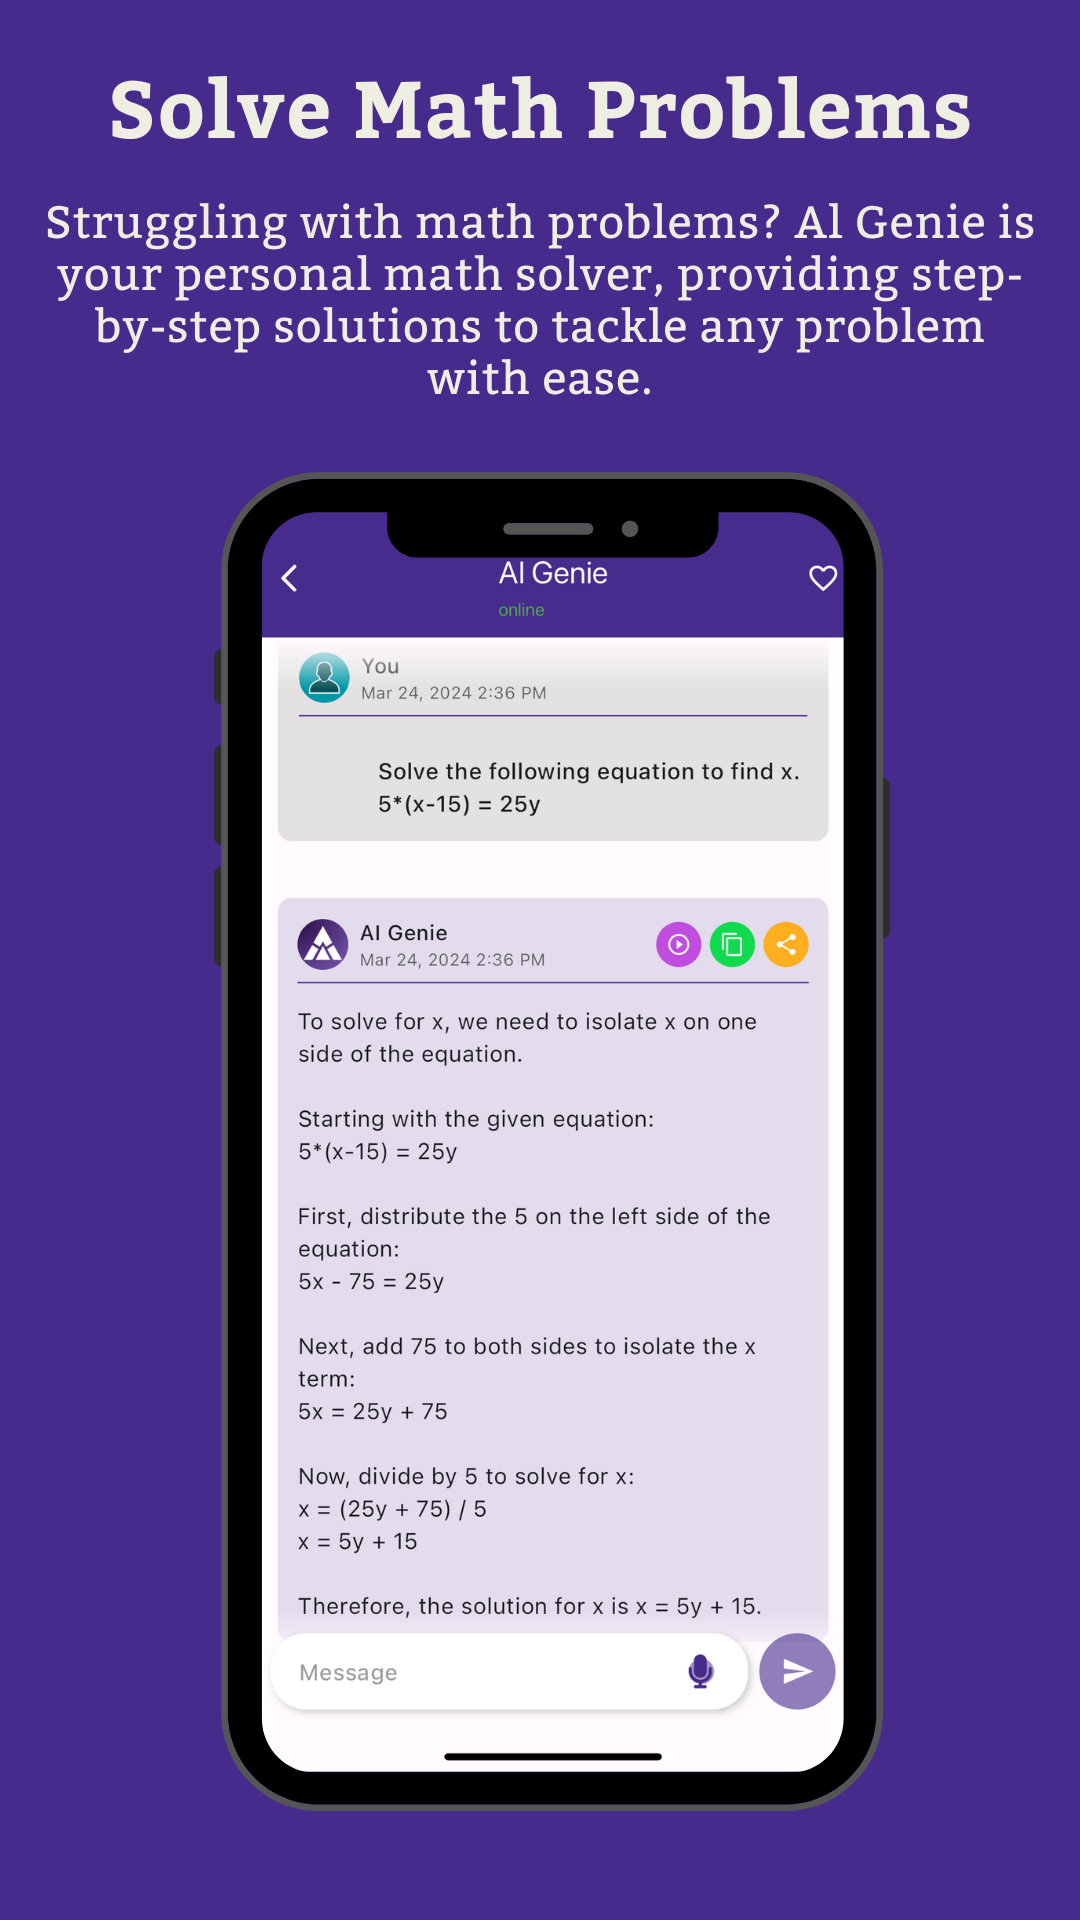 Solve Math Problems
Struggling with math problems? Al Genie is
your personal math solver, providing step-
by-step solutions to tackle any problem
with ease.
AI Genie
online
You
Mar 24, 2024 2:36 PM
Solve the following equation to find x.
5*(x-15) = 25y
AI Genie
Mar 24, 2024 2:36 PM
To solve for x, we need to isolate x on one
side of the equation.
Starting with the given equation:
5*(x-15) = 25y
First, distribute the 5 on the left side of the
equation:
5x - 75 = 25y
Next, add 75 to both sides to isolate the x
term:
5x = 25y + 75
Now, divide by 5 to solve for x:
x = (25y + 75) / 5
x = 5y + 15
Therefore, the solution for x is x = 5y + 15.
Message